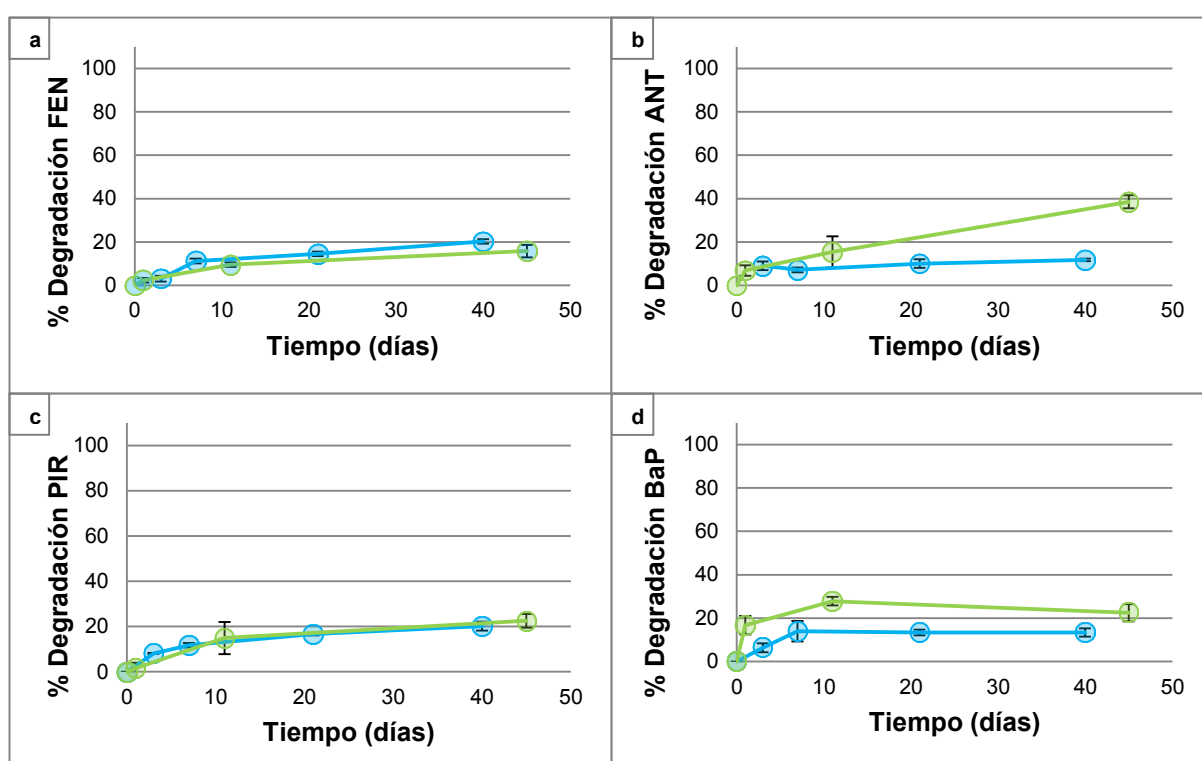 a
% Degradación FEN
100
80
60
40
20
0
0 10 20 30 40 50
Tiempo (días)
b
% Degradación ANT
100
80
60
40
20
0
0 10 20 30 40 50
Tiempo (días)
c
% Degradación PIR
100
80
60
40
20
0
0 10 20 30 40 50
Tiempo (días)
d
% Degradación BaP
100
80
60
40
20
0
0 10 20 30 40 50
Tiempo (días)